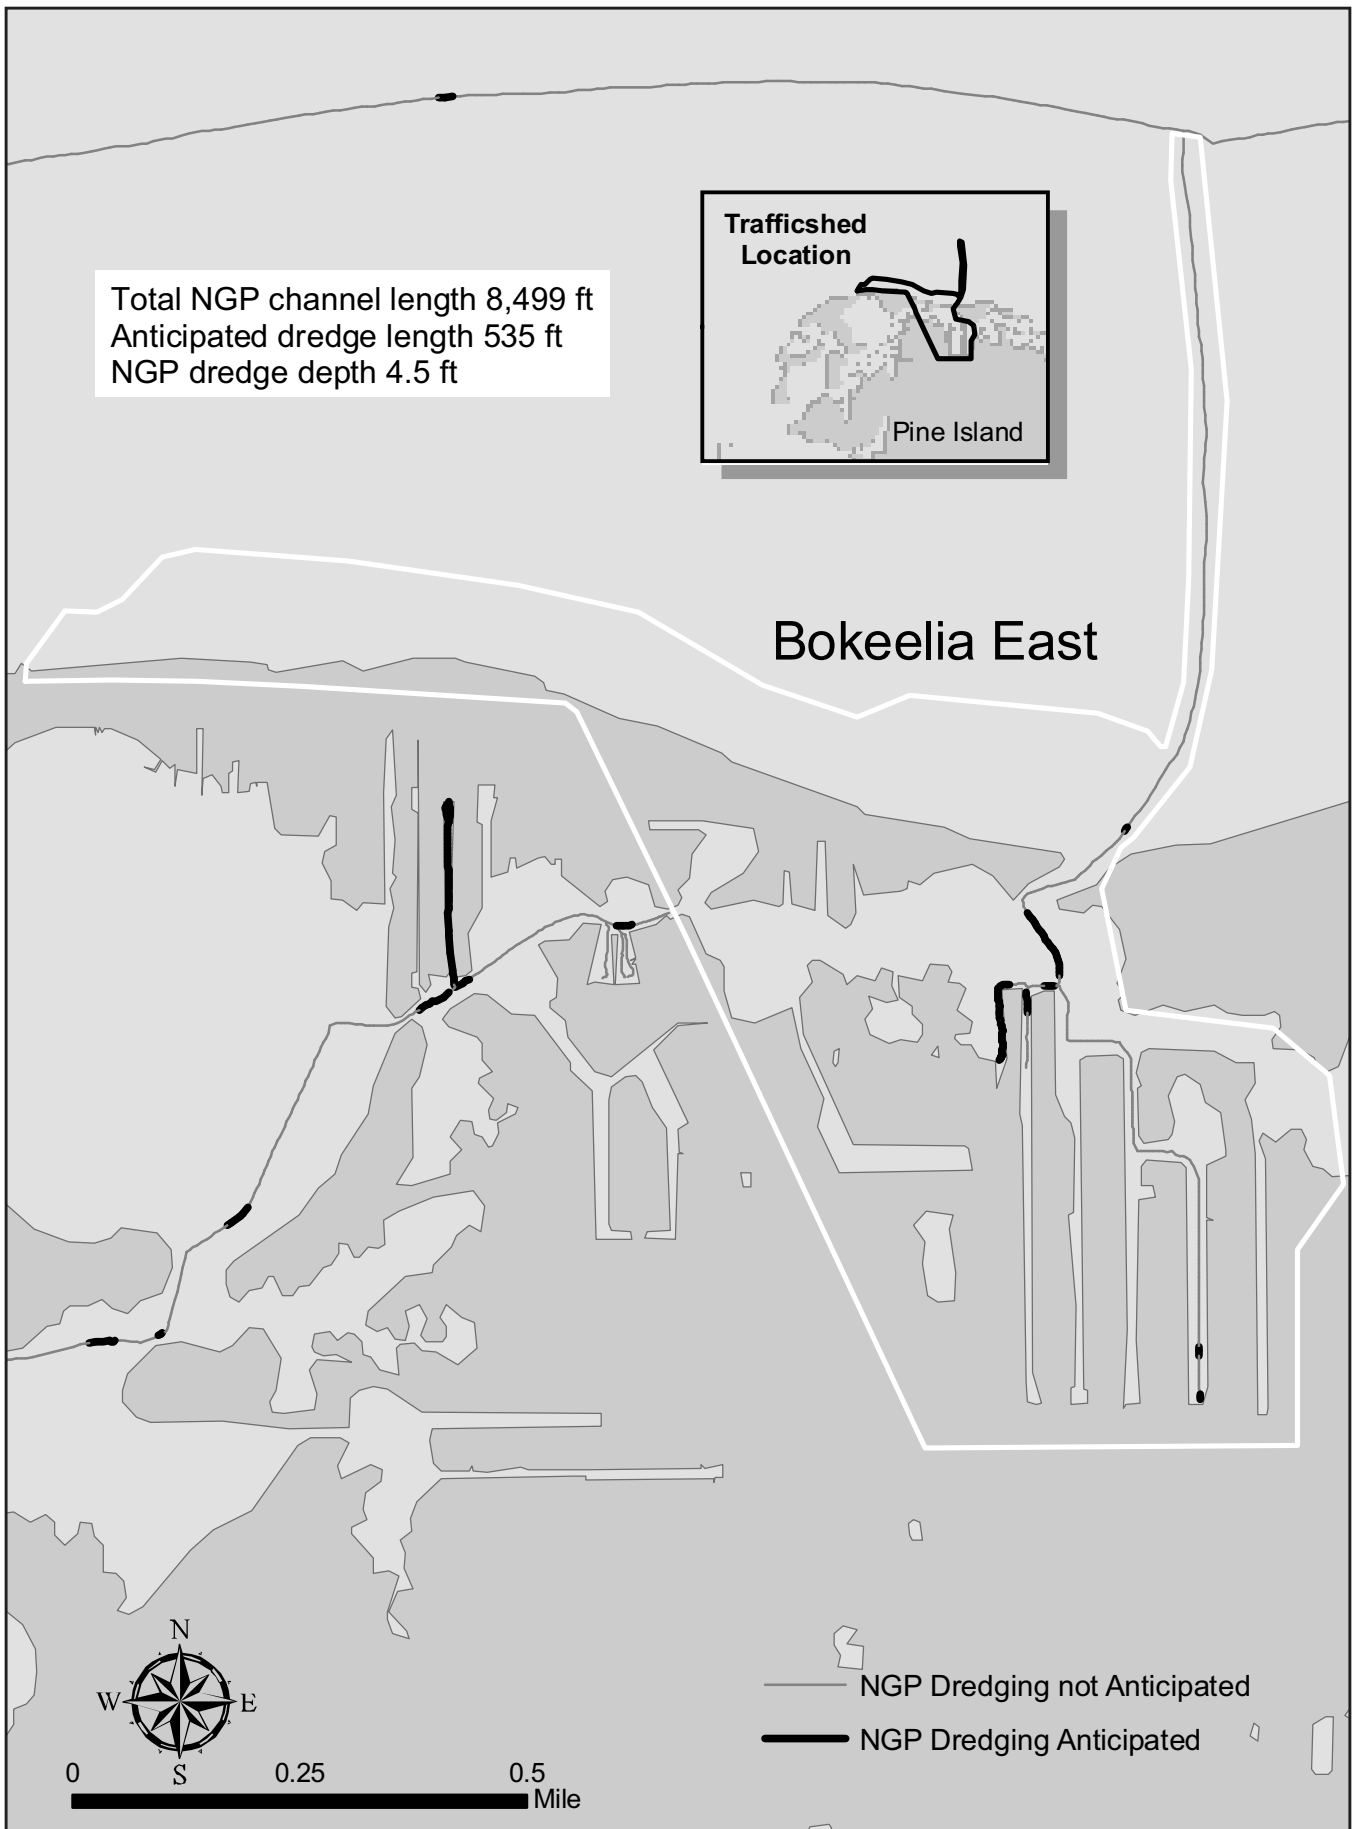 Trafficshed
Location
Total NGP channel length 8,499 ft
Anticipated dredge length 535 ft
NGP dredge depth 4.5 ft
Pine Island
Bokeelia East
N
W
E
S
NGP Dredging not Anticipated
NGP Dredging Anticipated
0 0.25 0.5
Mile